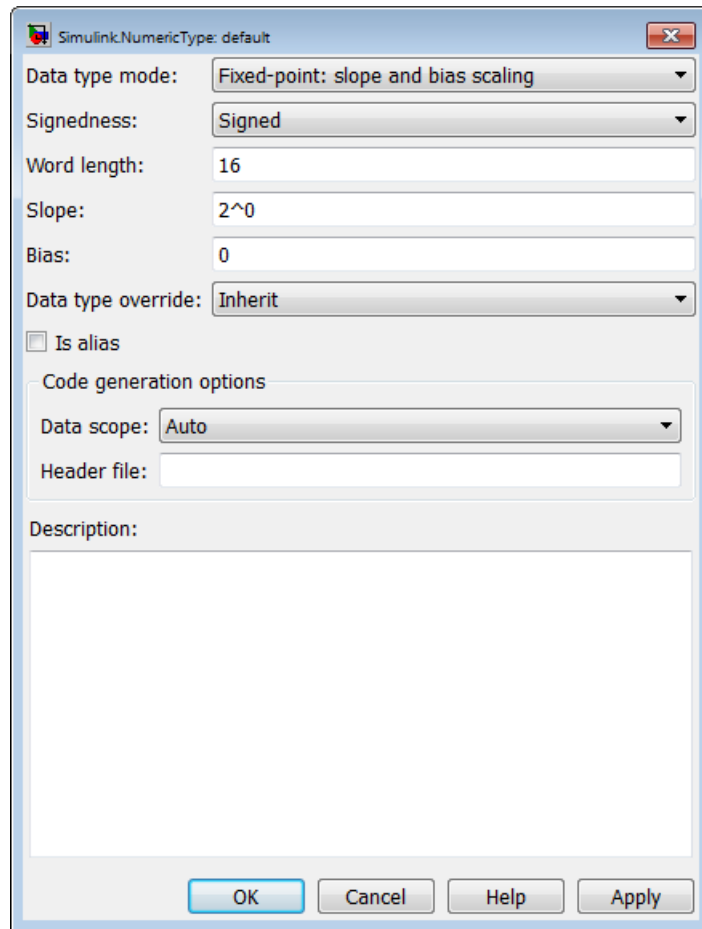 Simulink.NumericType: default
Data type mode: Fixed-point: slope and bias scaling
Signedness: Signed
Word length: 16
Slope: 2^0
Bias: 0
Data type override: Inherit
Is alias
Code generation options
Data scope: Auto
Header file:
Description:
OK Cancel Help Apply